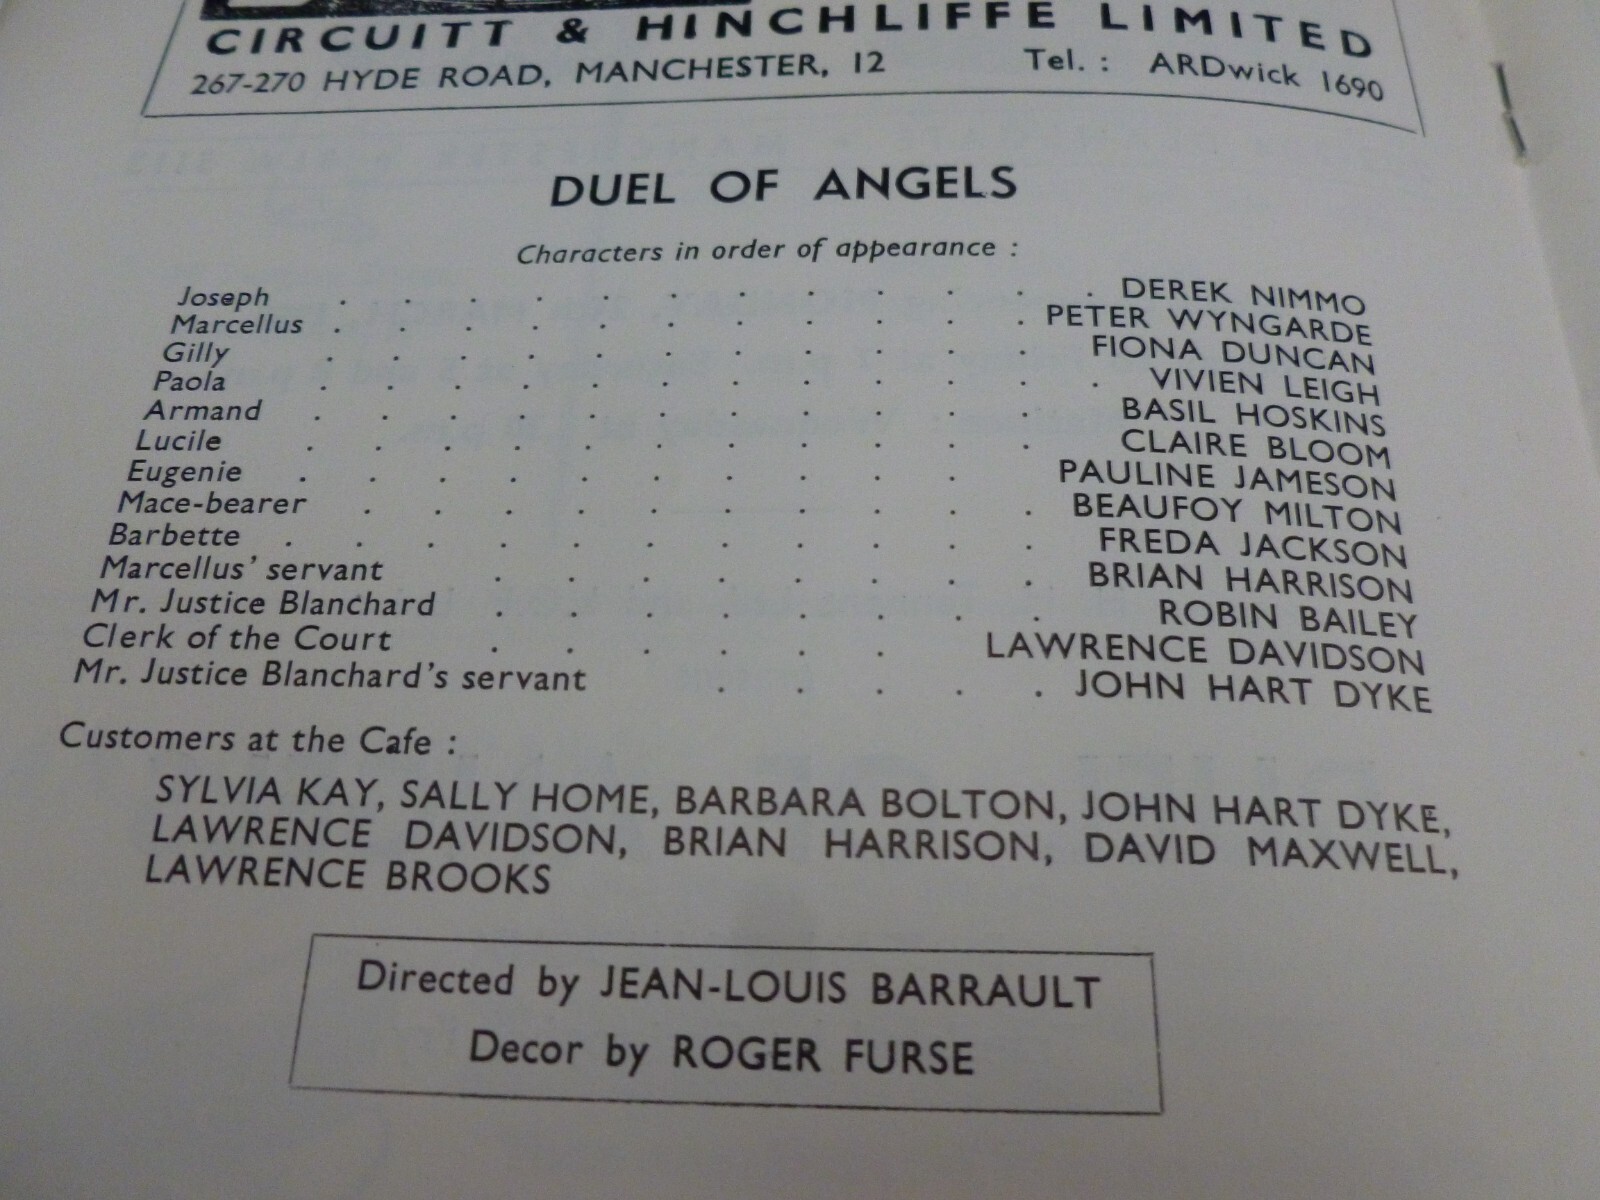 CIRCUITT & HINCHLIFFE LIMITED
267-270 HYDE ROAD, MANCHESTER, 12 Tel. : ARDwick 1690
DUEL OF ANGELS
Characters in order of appearance :
Joseph . . . . . . . . . . . . DEREK NIMMO
Marcellus . . . . . . . . . . . PETER WYNGARDE
Gilly . . . . . . . . . . . FIONA DUNCAN
Paola . . . . . . . . . . . . VIVIEN LEIGH
Armand . . . . . . . . . . . BASIL HOSKINS
Lucile . . . . . . . . . . . CLAIRE BLOOM
Eugenie . . . . . . . . . . PAULINE JAMESON
Mace-bearer . . . . . . . . . . BEAUFOY MILTON
Barbette . . . . . . . . . . . FREDA JACKSON
Marcellus' servant . . . . . . . . BRIAN HARRISON
Mr. Justice Blanchard . . . . . . . . ROBIN BAILEY
Clerk of the Court . . . . . . LAWRENCE DAVIDSON
Mr. Justice Blanchard's servant . . . . . JOHN HART DYKE
Customers at the Cafe :
SYLVIA KAY, SALLY HOME, BARBARA BOLTON, JOHN HART DYKE,
LAWRENCE DAVIDSON, BRIAN HARRISON, DAVID MAXWELL,
LAWRENCE BROOKS
Directed by JEAN-LOUIS BARRAULT
Decor by ROGER FURSE